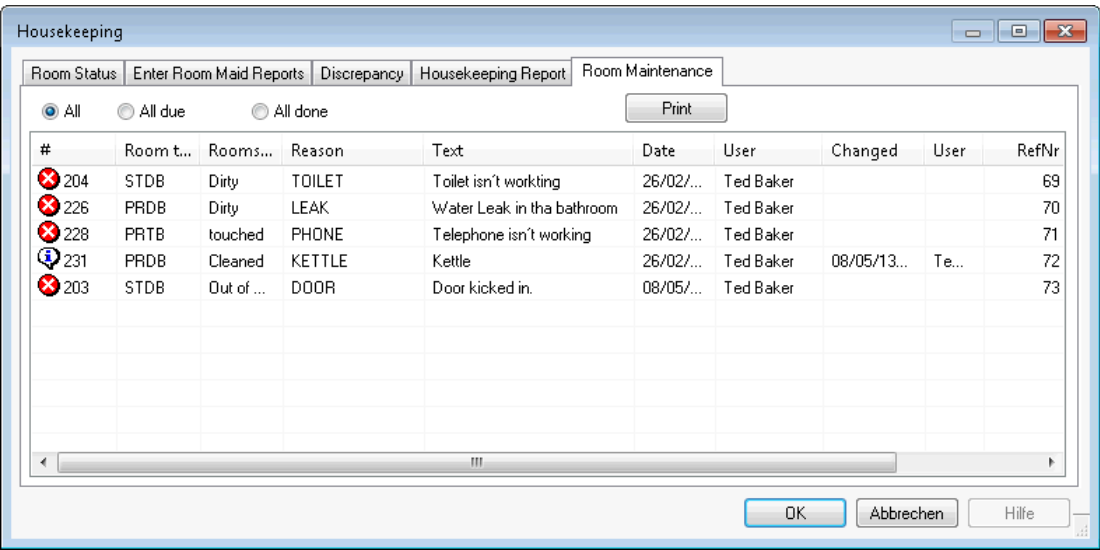 Housekeeping
Room Status Enter Room Maid Reports Discrepancy Housekeeping Report Room Maintenance
All All due All done Print
# Room t... Rooms... Reason Text Date User Changed User RefNr
204 STDB Dirty TOILET Toilet isn´t workting 26/02/... Ted Baker 69
226 PRDB Dirty LEAK Water Leak in tha bathroom 26/02/... Ted Baker 70
228 PRTB touched PHONE Telephone isn´t working 26/02/... Ted Baker 71
231 PRDB Cleaned KETTLE Kettle 26/02/... Ted Baker 08/05/13... Te... 72
203 STDB Out of ... DOOR Door kicked in. 08/05/... Ted Baker 73
OK Abbrechen Hilfe